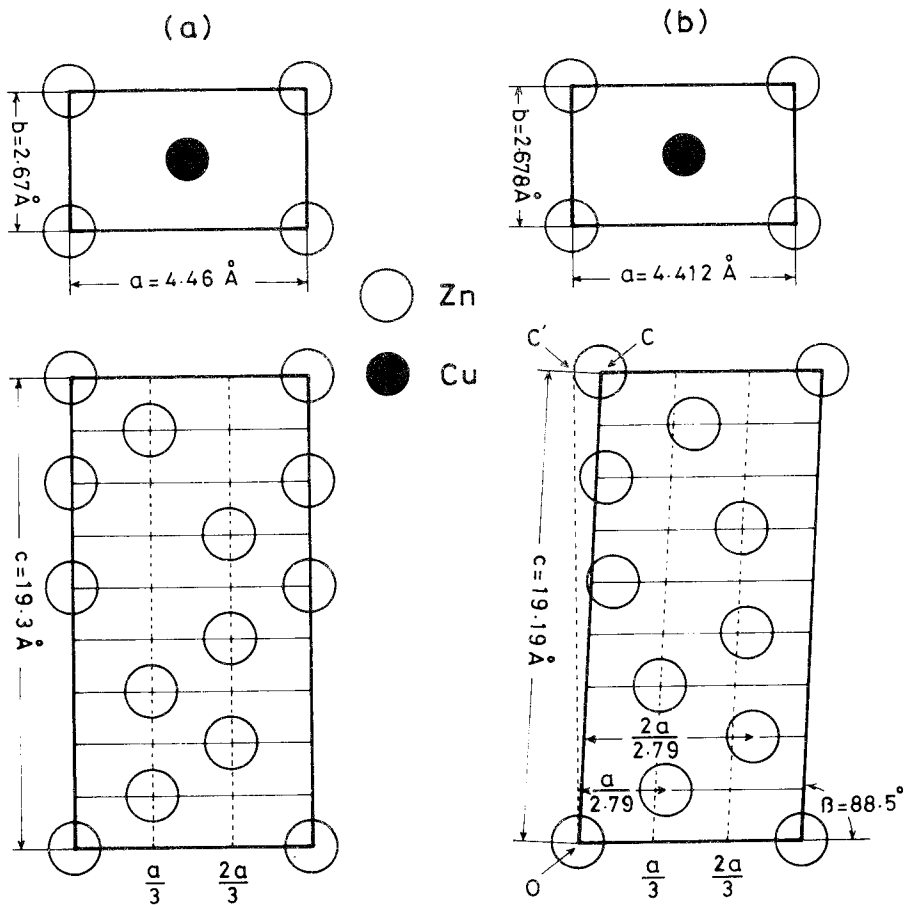 (a)
(b)
b=2·67Å
a=4·46 Å
b=2·678Å
a=4·412 Å
Zn
Cu
C'
C
c=19·3Å
c=19·19Å
2a
2·79
a
2·79
ß=88·5°
O
a
3
2a
3
a
3
2a
3